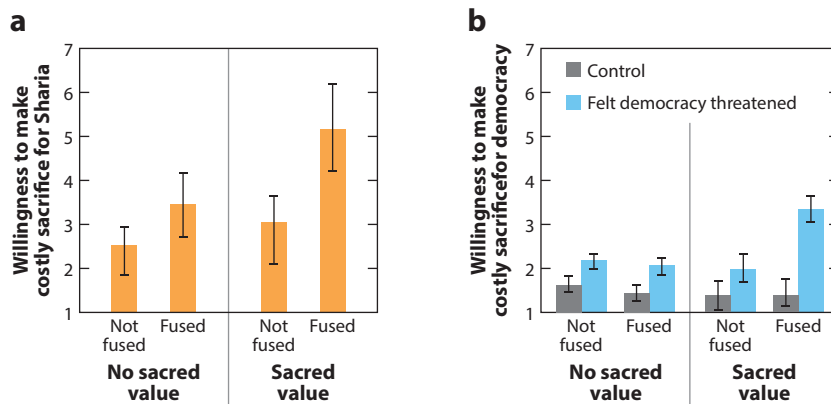 a
Willingness to make
costly sacrifice for Sharia
7
6
5
4
3
2
1
Not
fused
Fused
Not
fused
Fused
No sacred
value
Sacred
value
b
Willingness to make
costly sacrificefor democracy
7
6
5
4
3
2
1
Control
Felt democracy threatened
Not
fused
Fused
Not
fused
Fused
No sacred
value
Sacred
value